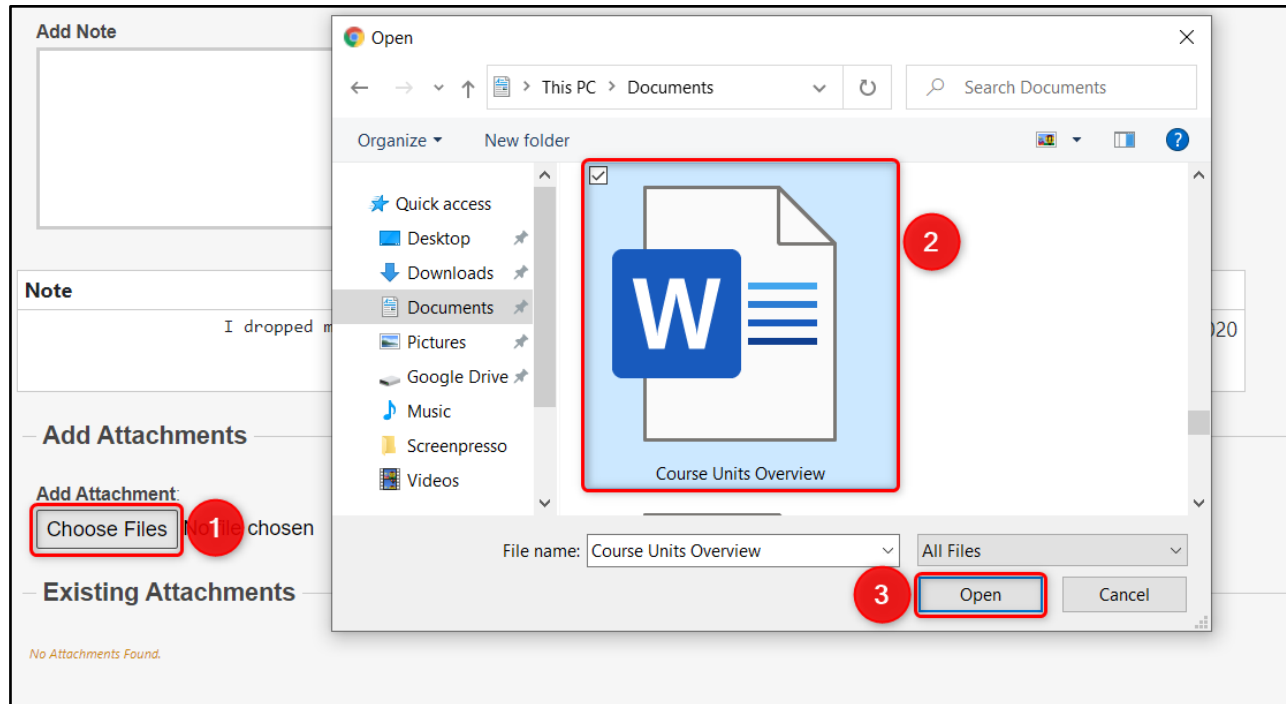 Add Note
Open
This PC > Documents
Search Documents
Organize
New folder
?
Quick access
Desktop
Downloads
Documents
Pictures
Google Drive
Music
Screenpresso
Videos
W
Course Units Overview
2
Note
I dropped
020
Add Attachments
Add Attachment:
Choose Files
1
chosen
File name:
Course Units Overview
All Files
3
Open
Cancel
Existing Attachments
No Attachments Found.